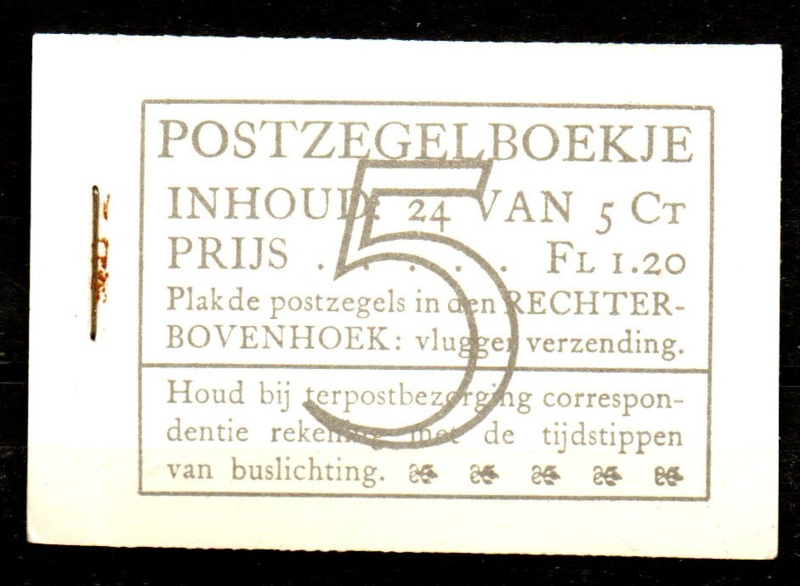 POSTZEGELBOEKJE
INHOUD: 24 VAN 5 CT
PRIJS . . . . . . FL 1.20
Plak de postzegels in den RECHTER-
BOVENHOEK: vlugger verzending.
5
Houd bij terpostbezorging correspon-
dentie rekening met de tijdstippen
van buslichting.